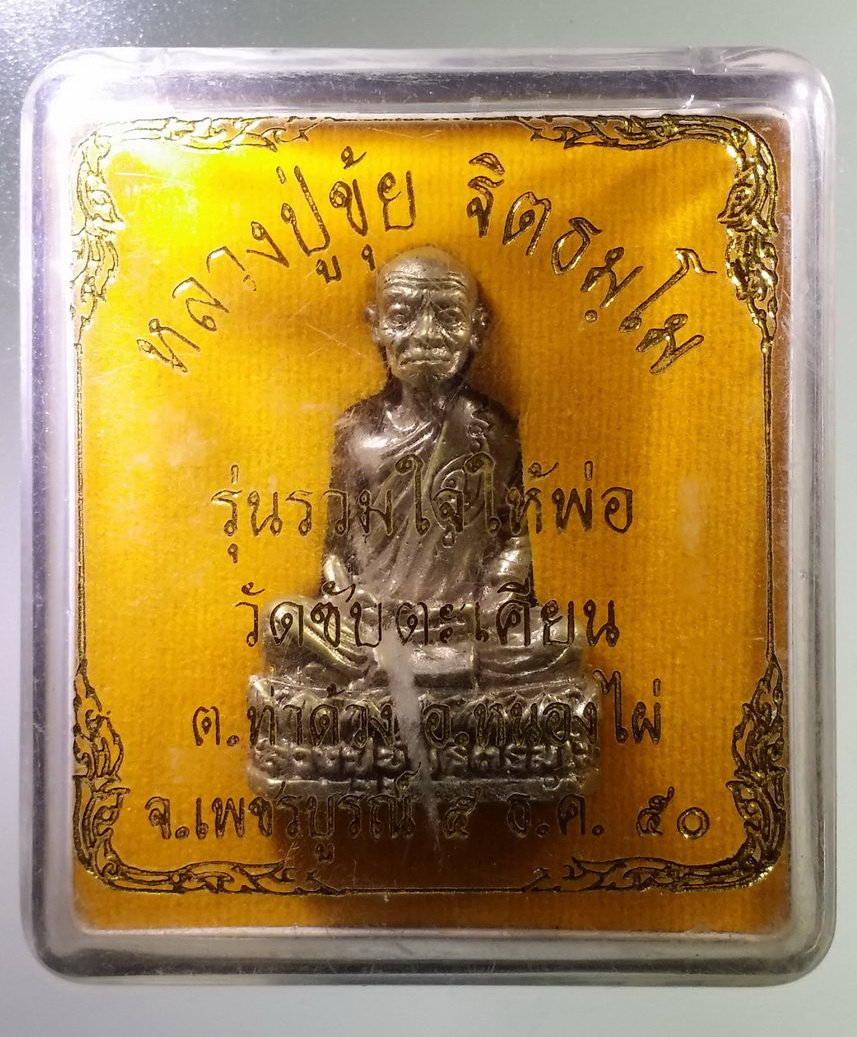 หลวงปู่ขุ้ย ฐิตธมฺโม
รุ่นรวมใจให้พ่อ
วัดซับตะเคียน
ต.ท่าด้วง อ.หนองไผ่
จ.เพชรบูรณ์ ๕ ธ.ค. ๕๐